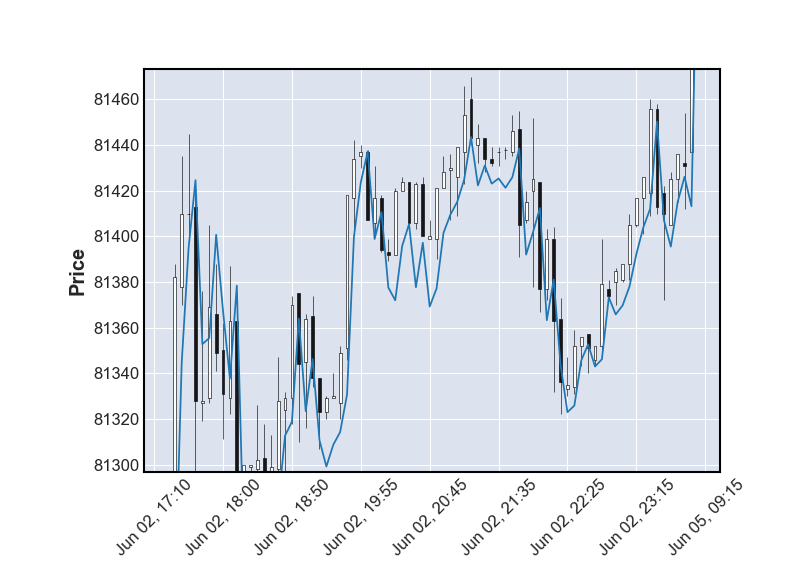 Price
81460
81440
81420
81400
81380
81360
81340
81320
81300
Jun 02, 17:10
Jun 02, 18:00
Jun 02, 18:50
Jun 02, 19:55
Jun 02, 20:45
Jun 02, 21:35
Jun 02, 22:25
Jun 02, 23:15
Jun 05, 09:15